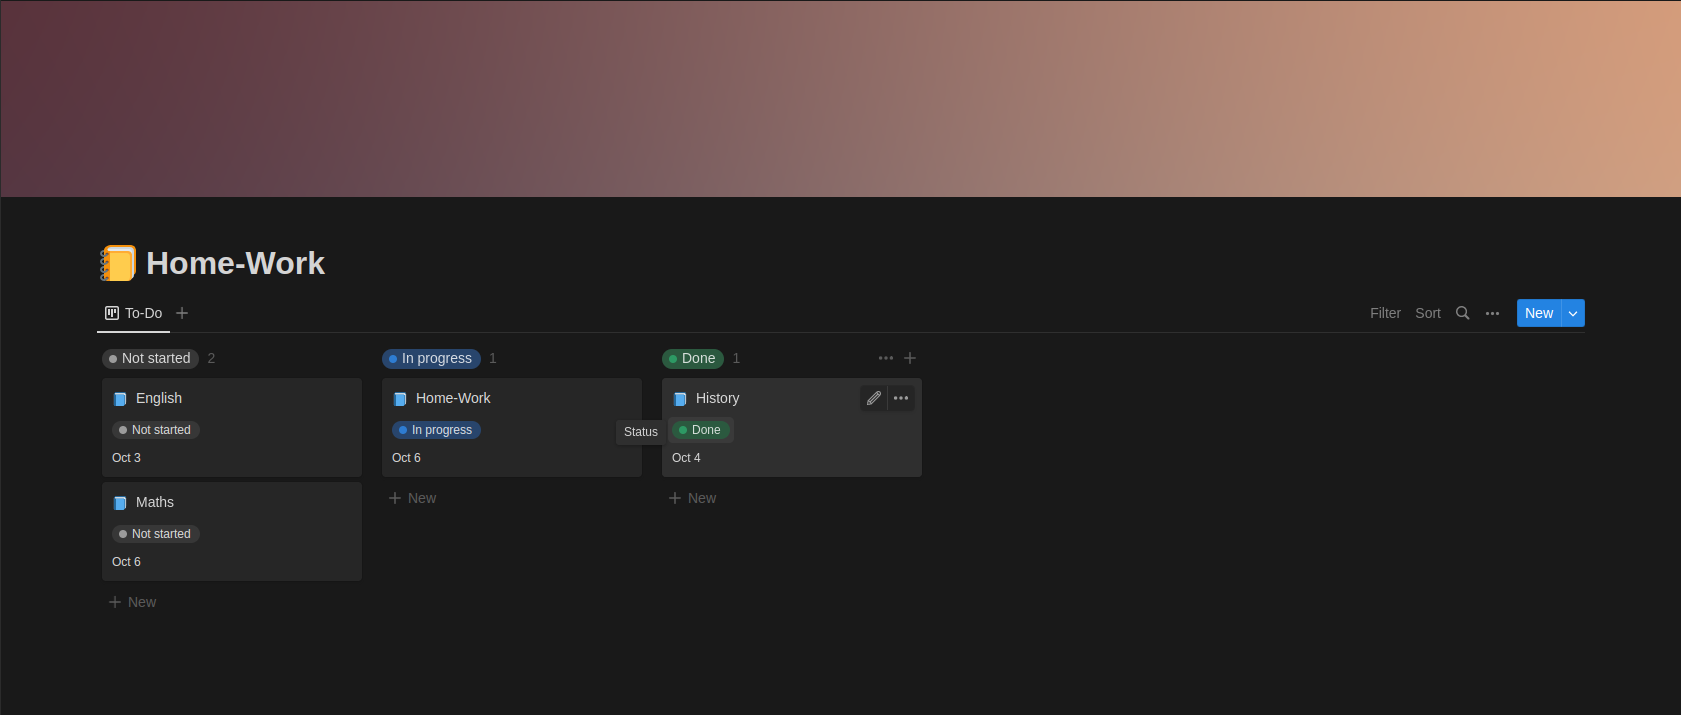 Home-Work
To-Do
Filter Sort New
Not started 2
In progress 1
Done 1
English
Not started
Oct 3
Maths
Not started
Oct 6
New
Home-Work
In progress
Oct 6
New
Status
History
Done
Oct 4
New